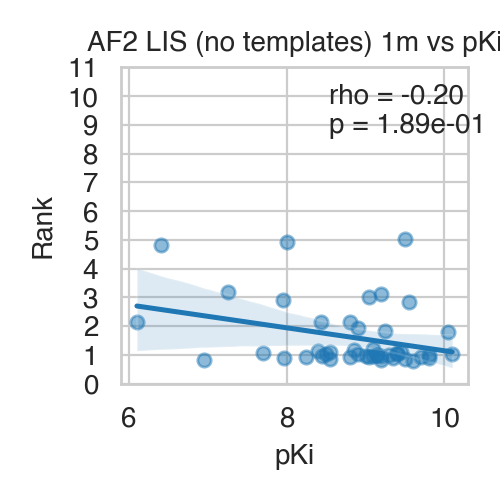 AF2 LIS (no templates) 1m vs pKi
rho = -0.20
p = 1.89e-01
Rank
11
10
9
8
7
6
5
4
3
2
1
0
6 8 10
pKi